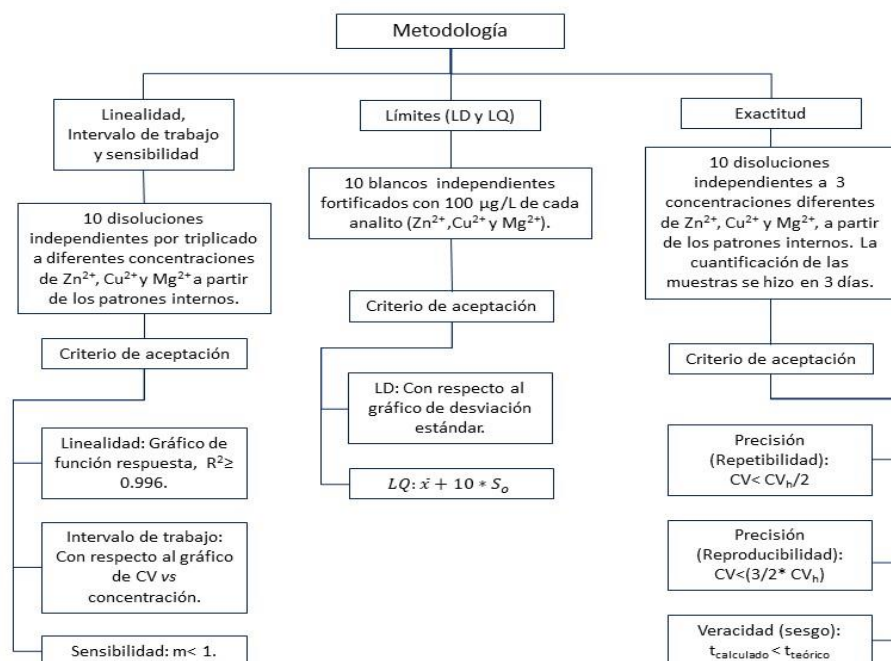 Metodología
Linealidad,
Intervalo de trabajo
y sensibilidad
10 disoluciones
independientes por triplicado
a diferentes concentraciones
de Zn²⁺, Cu²⁺ y Mg²⁺ a partir
de los patrones internos.
Criterio de aceptación
Linealidad: Gráfico de
función respuesta, R²≥
0.996.
Intervalo de trabajo:
Con respecto al gráfico
de CV vs
concentración.
Sensibilidad: m< 1.
Límites (LD y LQ)
10 blancos independientes
fortificados con 100 µg/L de cada
analito (Zn²⁺,Cu²⁺ y Mg²⁺).
Criterio de aceptación
LD: Con respecto al
gráfico de desviación
estándar.
LQ: x̄ + 10 * Sₒ
Exactitud
10 disoluciones
independientes a 3
concentraciones diferentes
de Zn²⁺, Cu²⁺ y Mg²⁺, a partir
de los patrones internos. La
cuantificación de las
muestras se hizo en 3 días.
Criterio de aceptación
Precisión
(Repetibilidad):
CV< CVₕ/2
Precisión
(Reproducibilidad):
CV<(3/2* CVₕ)
Veracidad (sesgo):
t_calculado < t_teórico